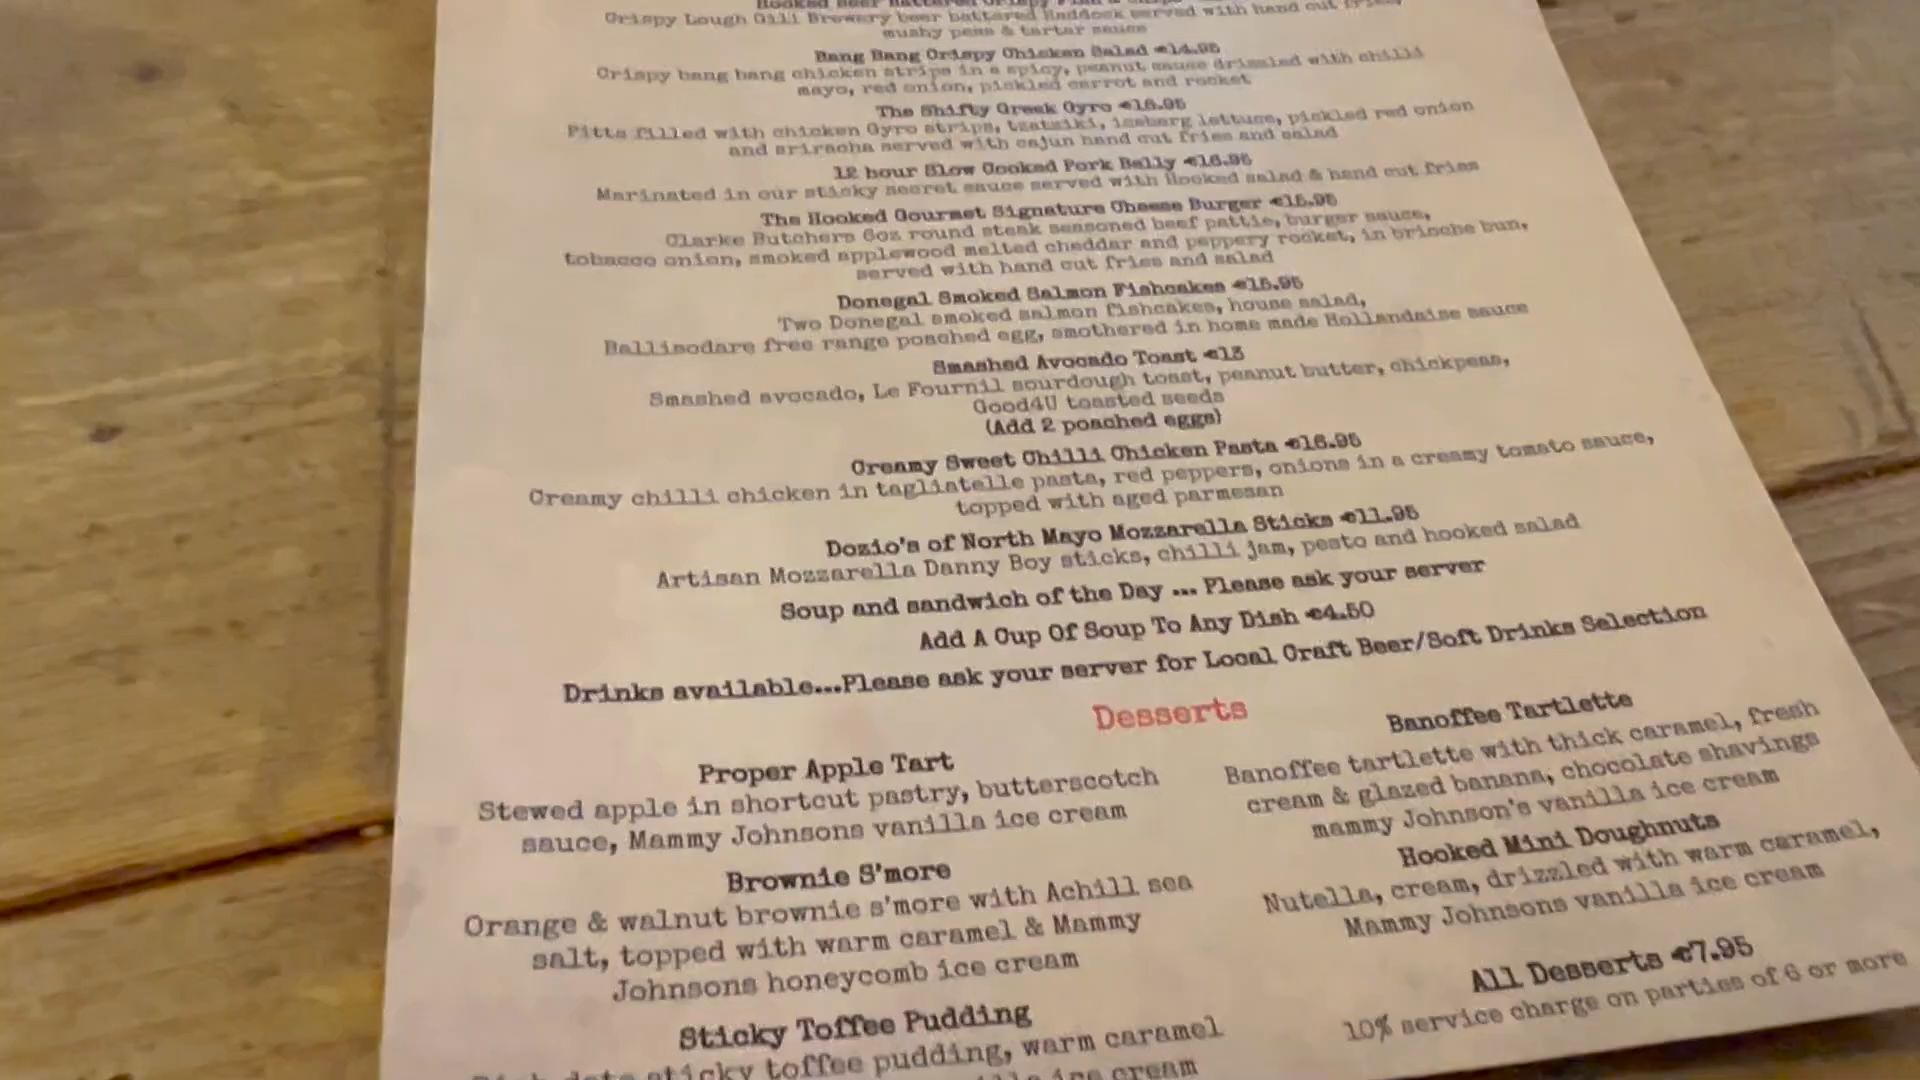 Hooked Beer Battered Crispy Fish &
Crispy Lough Gill Brewery beer battered Haddock served with hand cut fries,
mushy peas & tartar sauce
Bang Bang Crispy Chicken Salad €14.95
Crispy bang bang chicken strips in a spicy, peanut sauce drizzled with chilli
mayo, red onion, pickled carrot and rocket
The Shifty Greek Gyro €16.95
Pitta filled with chicken Gyro strips, tzatziki, iceberg lettuce, pickled red onion
and sriracha served with cajun hand cut fries and salad
12 hour Slow Cooked Pork Belly €16.95
Marinated in our sticky secret sauce served with Hooked salad & hand cut fries
The Hooked Gourmet Signature Cheese Burger €15.95
Clarke Butchers 6oz round steak seasoned beef pattie, burger sauce,
tobacco onion, smoked applewood melted cheddar and peppery rocket, in brioche bun,
served with hand cut fries and salad
Donegal Smoked Salmon Fishcakes €15.95
Two Donegal smoked salmon fishcakes, house salad,
Ballisodare free range poached egg, smothered in home made Hollandaise sauce
Smashed Avocado Toast €13
Smashed avocado, Le Fournil sourdough toast, peanut butter, chickpeas,
Good4U toasted seeds
(Add 2 poached eggs)
Creamy Sweet Chilli Chicken Pasta €16.95
Creamy chilli chicken in tagliatelle pasta, red peppers, onions in a creamy tomato sauce,
topped with aged parmesan
Dozio's of North Mayo Mozzarella Sticks €11.95
Artisan Mozzarella Danny Boy sticks, chilli jam, pesto and hooked salad
Soup and sandwich of the Day ... Please ask your server
Add A Cup Of Soup To Any Dish €4.50
Drinks available...Please ask your server for Local Craft Beer/Soft Drinks Selection
Desserts
Proper Apple Tart
Stewed apple in shortcut pastry, butterscotch
sauce, Mammy Johnsons vanilla ice cream
Brownie S'more
Orange & walnut brownie s'more with Achill sea
salt, topped with warm caramel & Mammy
Johnsons honeycomb ice cream
Sticky Toffee Pudding
sticky toffee pudding, warm caramel
ice cream
Banoffee Tartlette
Banoffee tartlette with thick caramel, fresh
cream & glazed banana, chocolate shavings
mammy Johnson's vanilla ice cream
Hooked Mini Doughnuts
Nutella, cream, drizzled with warm caramel,
Mammy Johnsons vanilla ice cream
All Desserts €7.95
10% service charge on parties of 6 or more